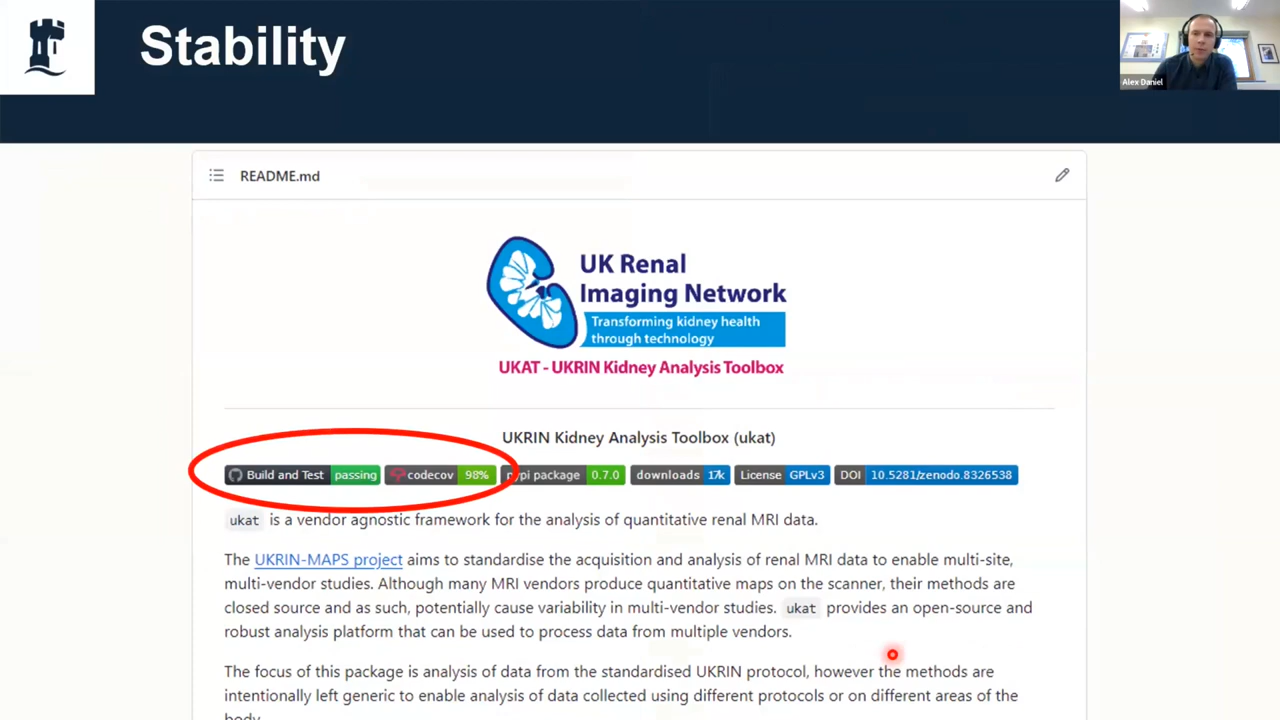 Stability
Alex Daniel
README.md
UK Renal
Imaging Network
Transforming kidney health
through technology
UKAT - UKRIN Kidney Analysis Toolbox
UKRIN Kidney Analysis Toolbox (ukat)
Build and Test passing codecov 98% pypi package 0.7.0 downloads 17k License GPLv3 DOI 10.5281/zenodo.8326538
ukat is a vendor agnostic framework for the analysis of quantitative renal MRI data.
The UKRIN-MAPS project aims to standardise the acquisition and analysis of renal MRI data to enable multi-site,
multi-vendor studies. Although many MRI vendors produce quantitative maps on the scanner, their methods are
closed source and as such, potentially cause variability in multi-vendor studies. ukat provides an open-source and
robust analysis platform that can be used to process data from multiple vendors.
The focus of this package is analysis of data from the standardised UKRIN protocol, however the methods are
intentionally left generic to enable analysis of data collected using different protocols or on different areas of the
body.